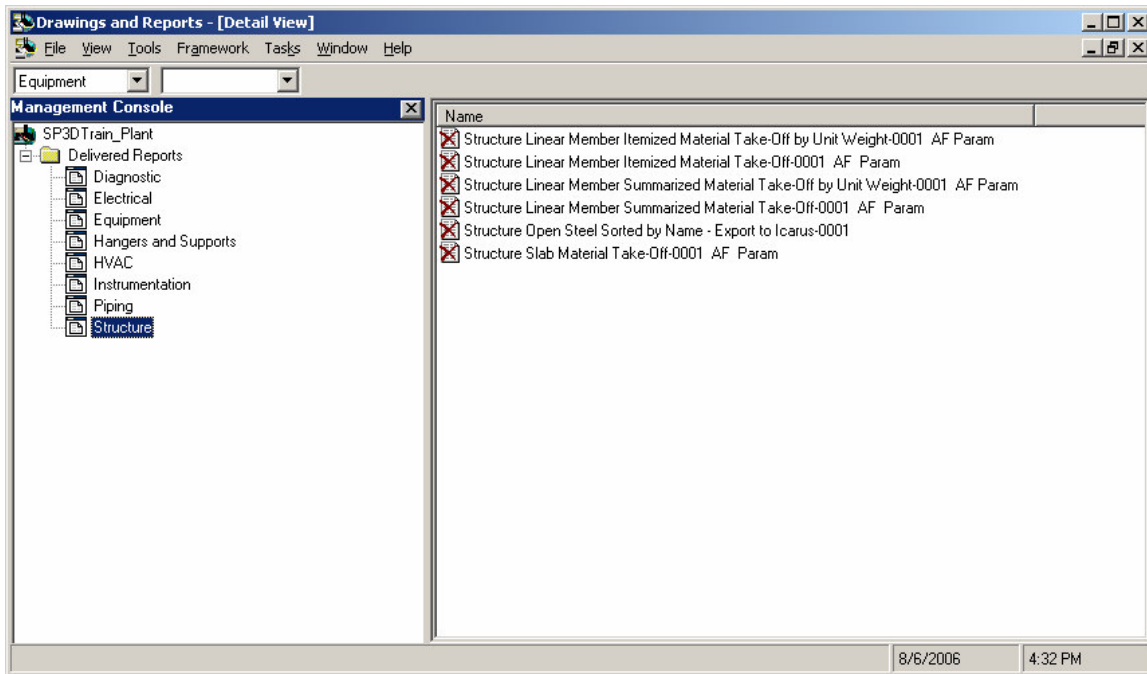 Drawings and Reports - [Detail View]
File View Tools Framework Tasks Window Help
Equipment
Management Console
SP3DTrain_Plant
Delivered Reports
Diagnostic
Electrical
Equipment
Hangers and Supports
HVAC
Instrumentation
Piping
Structure
Name
Structure Linear Member Itemized Material Take-Off by Unit Weight-0001 AF Param
Structure Linear Member Itemized Material Take-Off-0001 AF Param
Structure Linear Member Summarized Material Take-Off by Unit Weight-0001 AF Param
Structure Linear Member Summarized Material Take-Off-0001 AF Param
Structure Open Steel Sorted by Name - Export to Icarus-0001
Structure Slab Material Take-Off-0001 AF Param
8/6/2006 4:32 PM